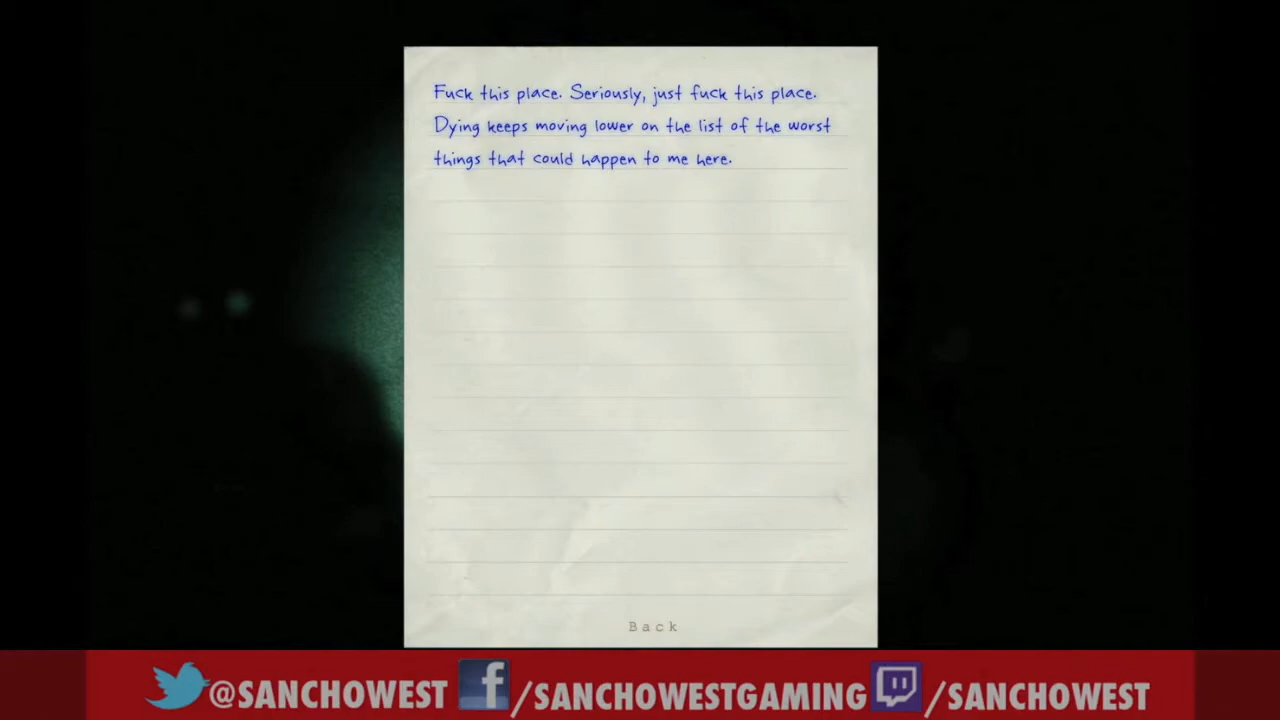 Fuck this place. Seriously, just fuck this place.
Dying keeps moving lower on the list of the worst
things that could happen to me here.
Back
@SANCHOWEST /SANCHOWESTGAMING /SANCHOWEST